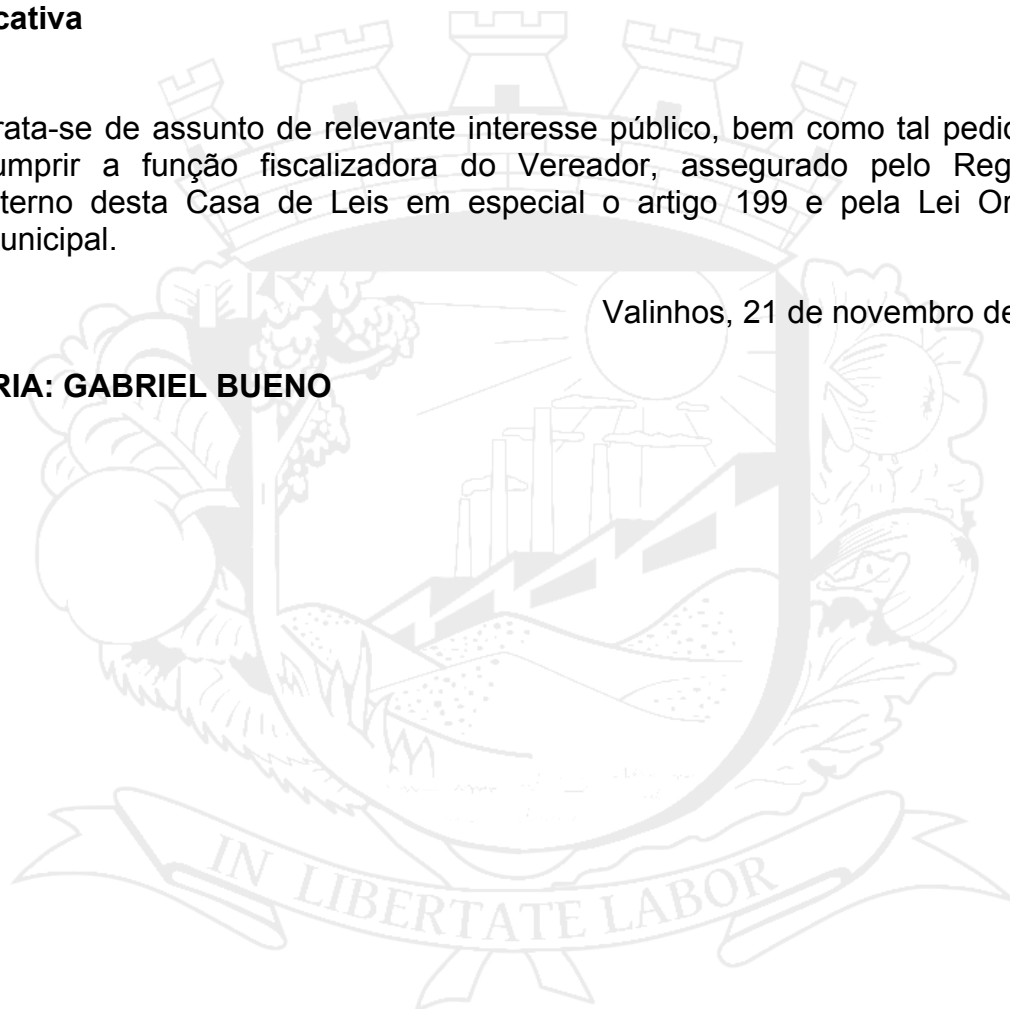 cativa
rata-se de assunto de relevante interesse público, bem como tal pedic
umprir a função fiscalizadora do Vereador, assegurado pelo Reg
terno desta Casa de Leis em especial o artigo 199 e pela Lei Or
unicipal.
Valinhos, 21 de novembro de
RIA: GABRIEL BUENO
IN LIBERTATE LABOR